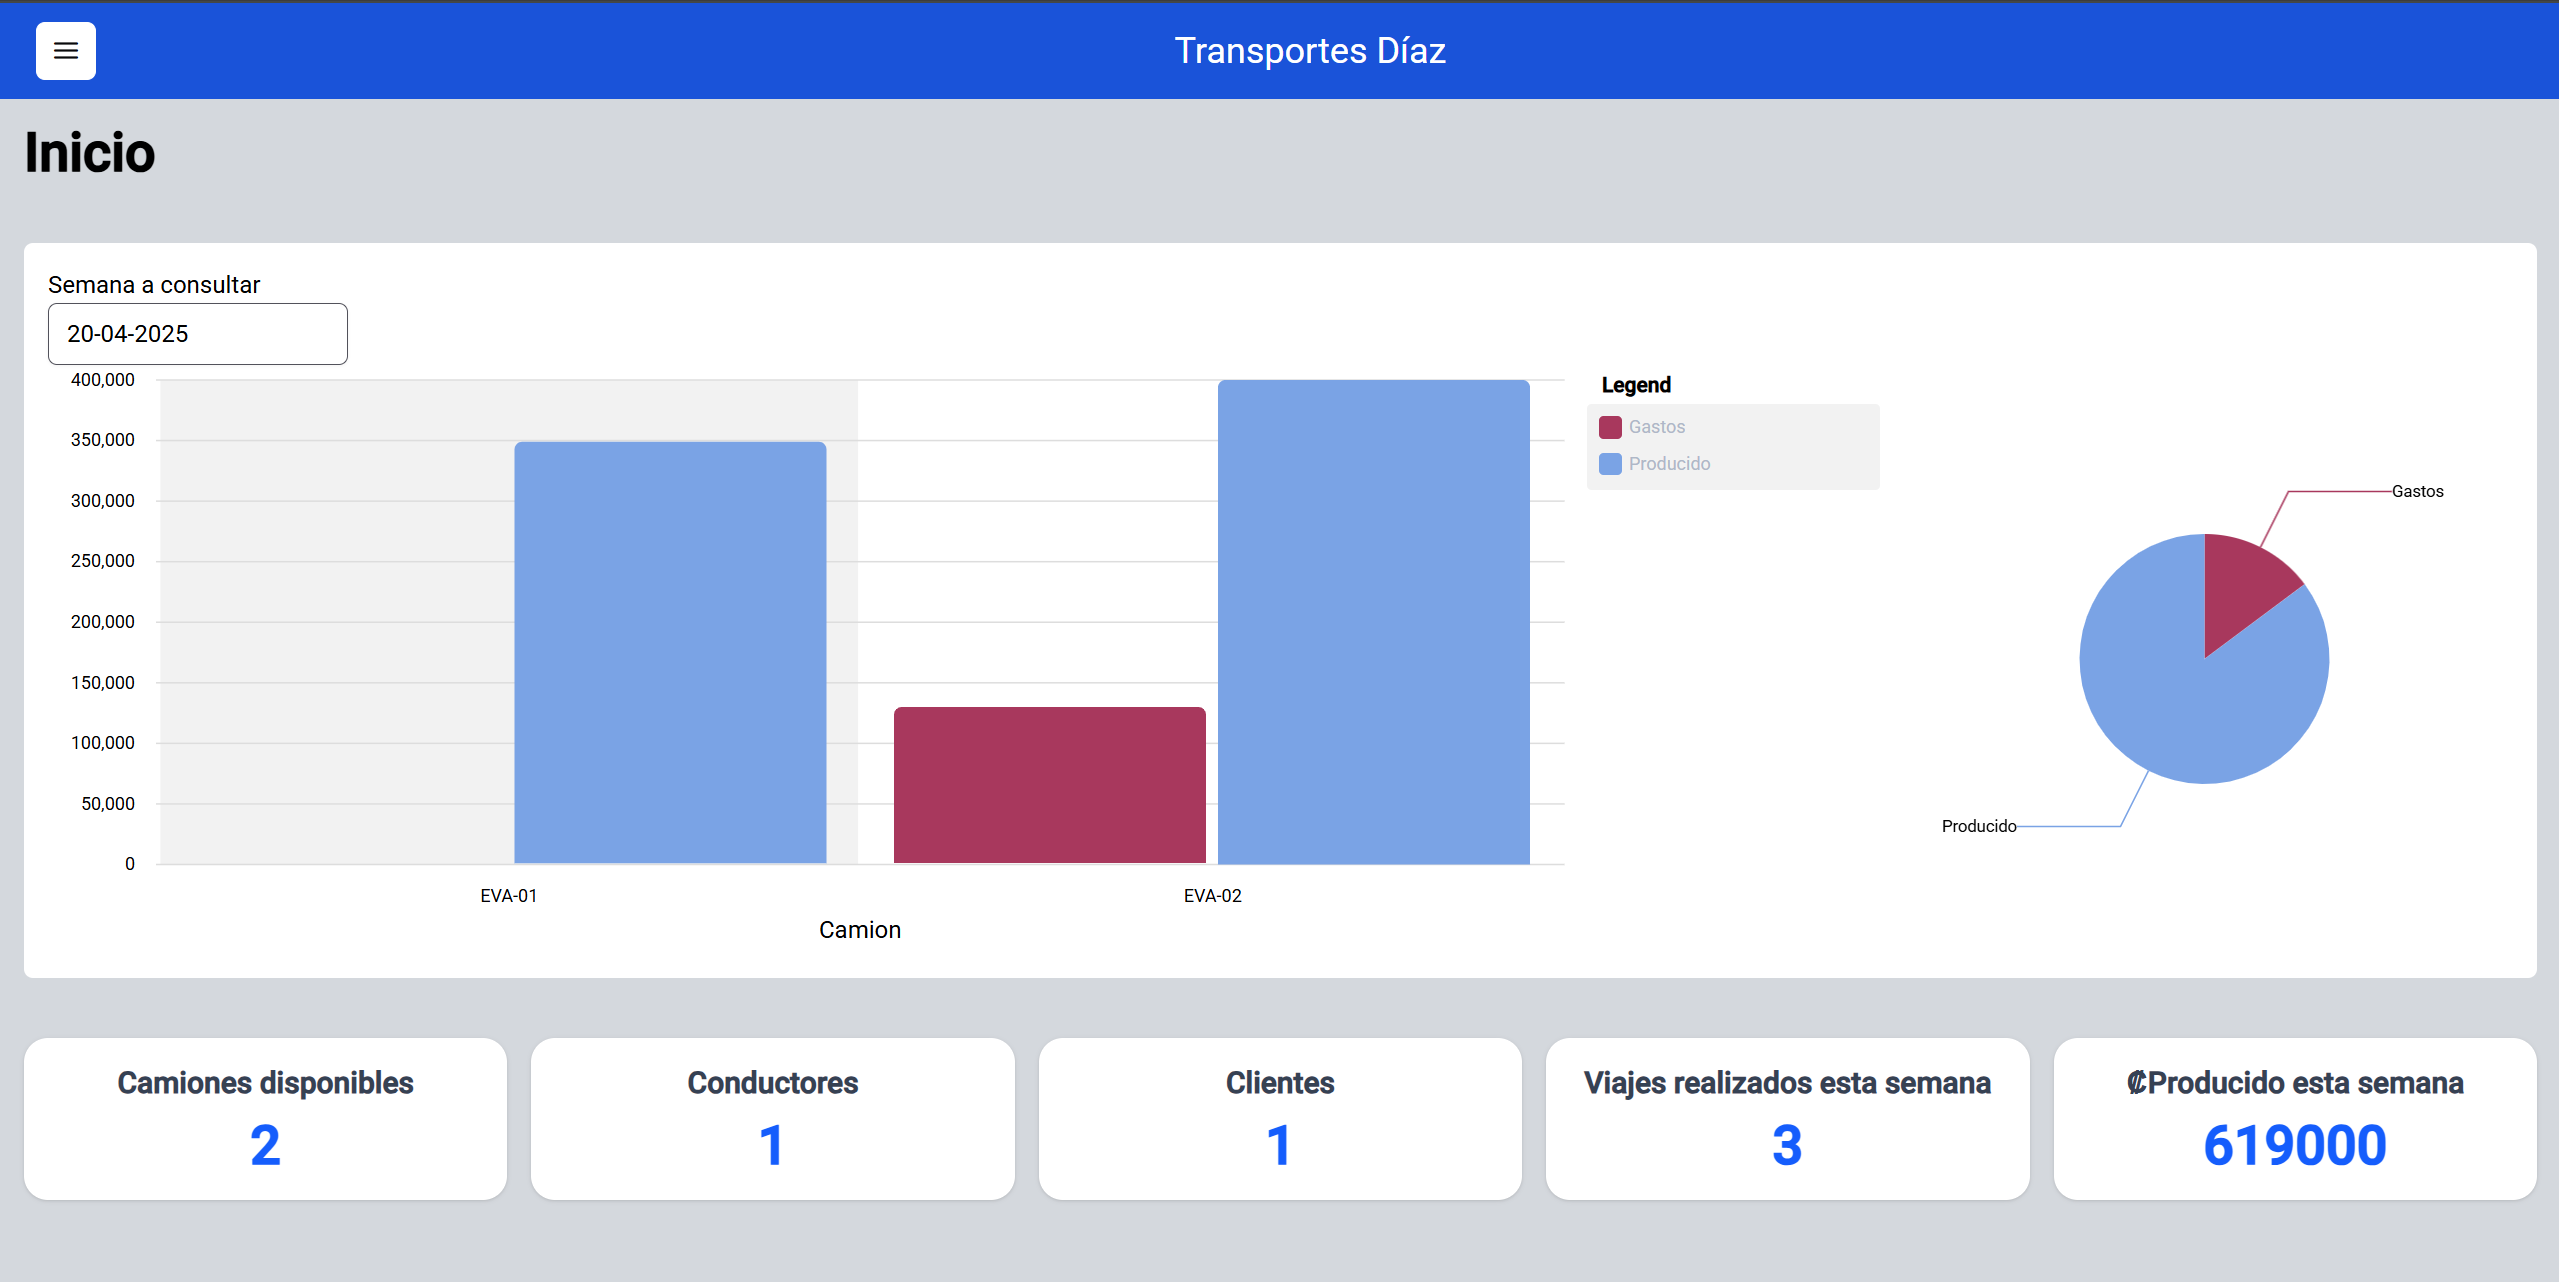 Transportes Díaz
Inicio
Semana a consultar
20-04-2025
400,000
350,000
300,000
250,000
200,000
150,000
100,000
50,000
0
EVA-01
EVA-02
Camion
Legend
Gastos
Producido
Gastos
Producido
Camiones disponibles
2
Conductores
1
Clientes
1
Viajes realizados esta semana
3
₡Producido esta semana
619000